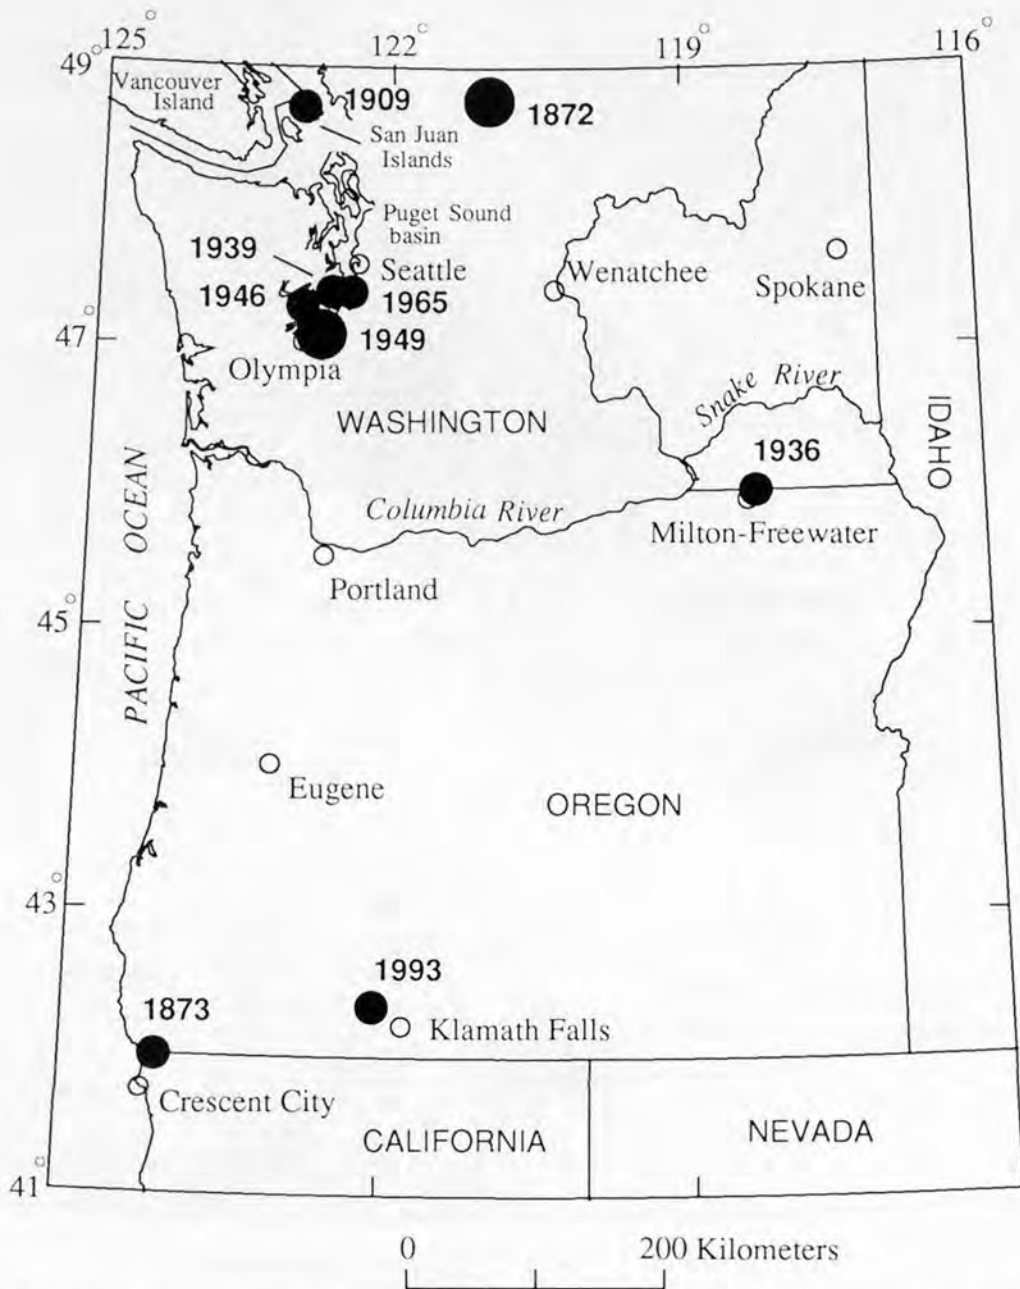 125°
122°
119°
116°
49°
Vancouver
Island
1909
1872
San Juan
Islands
Puget Sound
basin
1939
Seattle
Wenatchee
Spokane
1946
1965
47°
1949
Olympia
Snake River
WASHINGTON
IDAHO
1936
Columbia River
Milton-Freewater
PACIFIC OCEAN
Portland
45°
Eugene
OREGON
43°
1993
1873
Klamath Falls
Crescent City
CALIFORNIA
NEVADA
41°
0
200 Kilometers